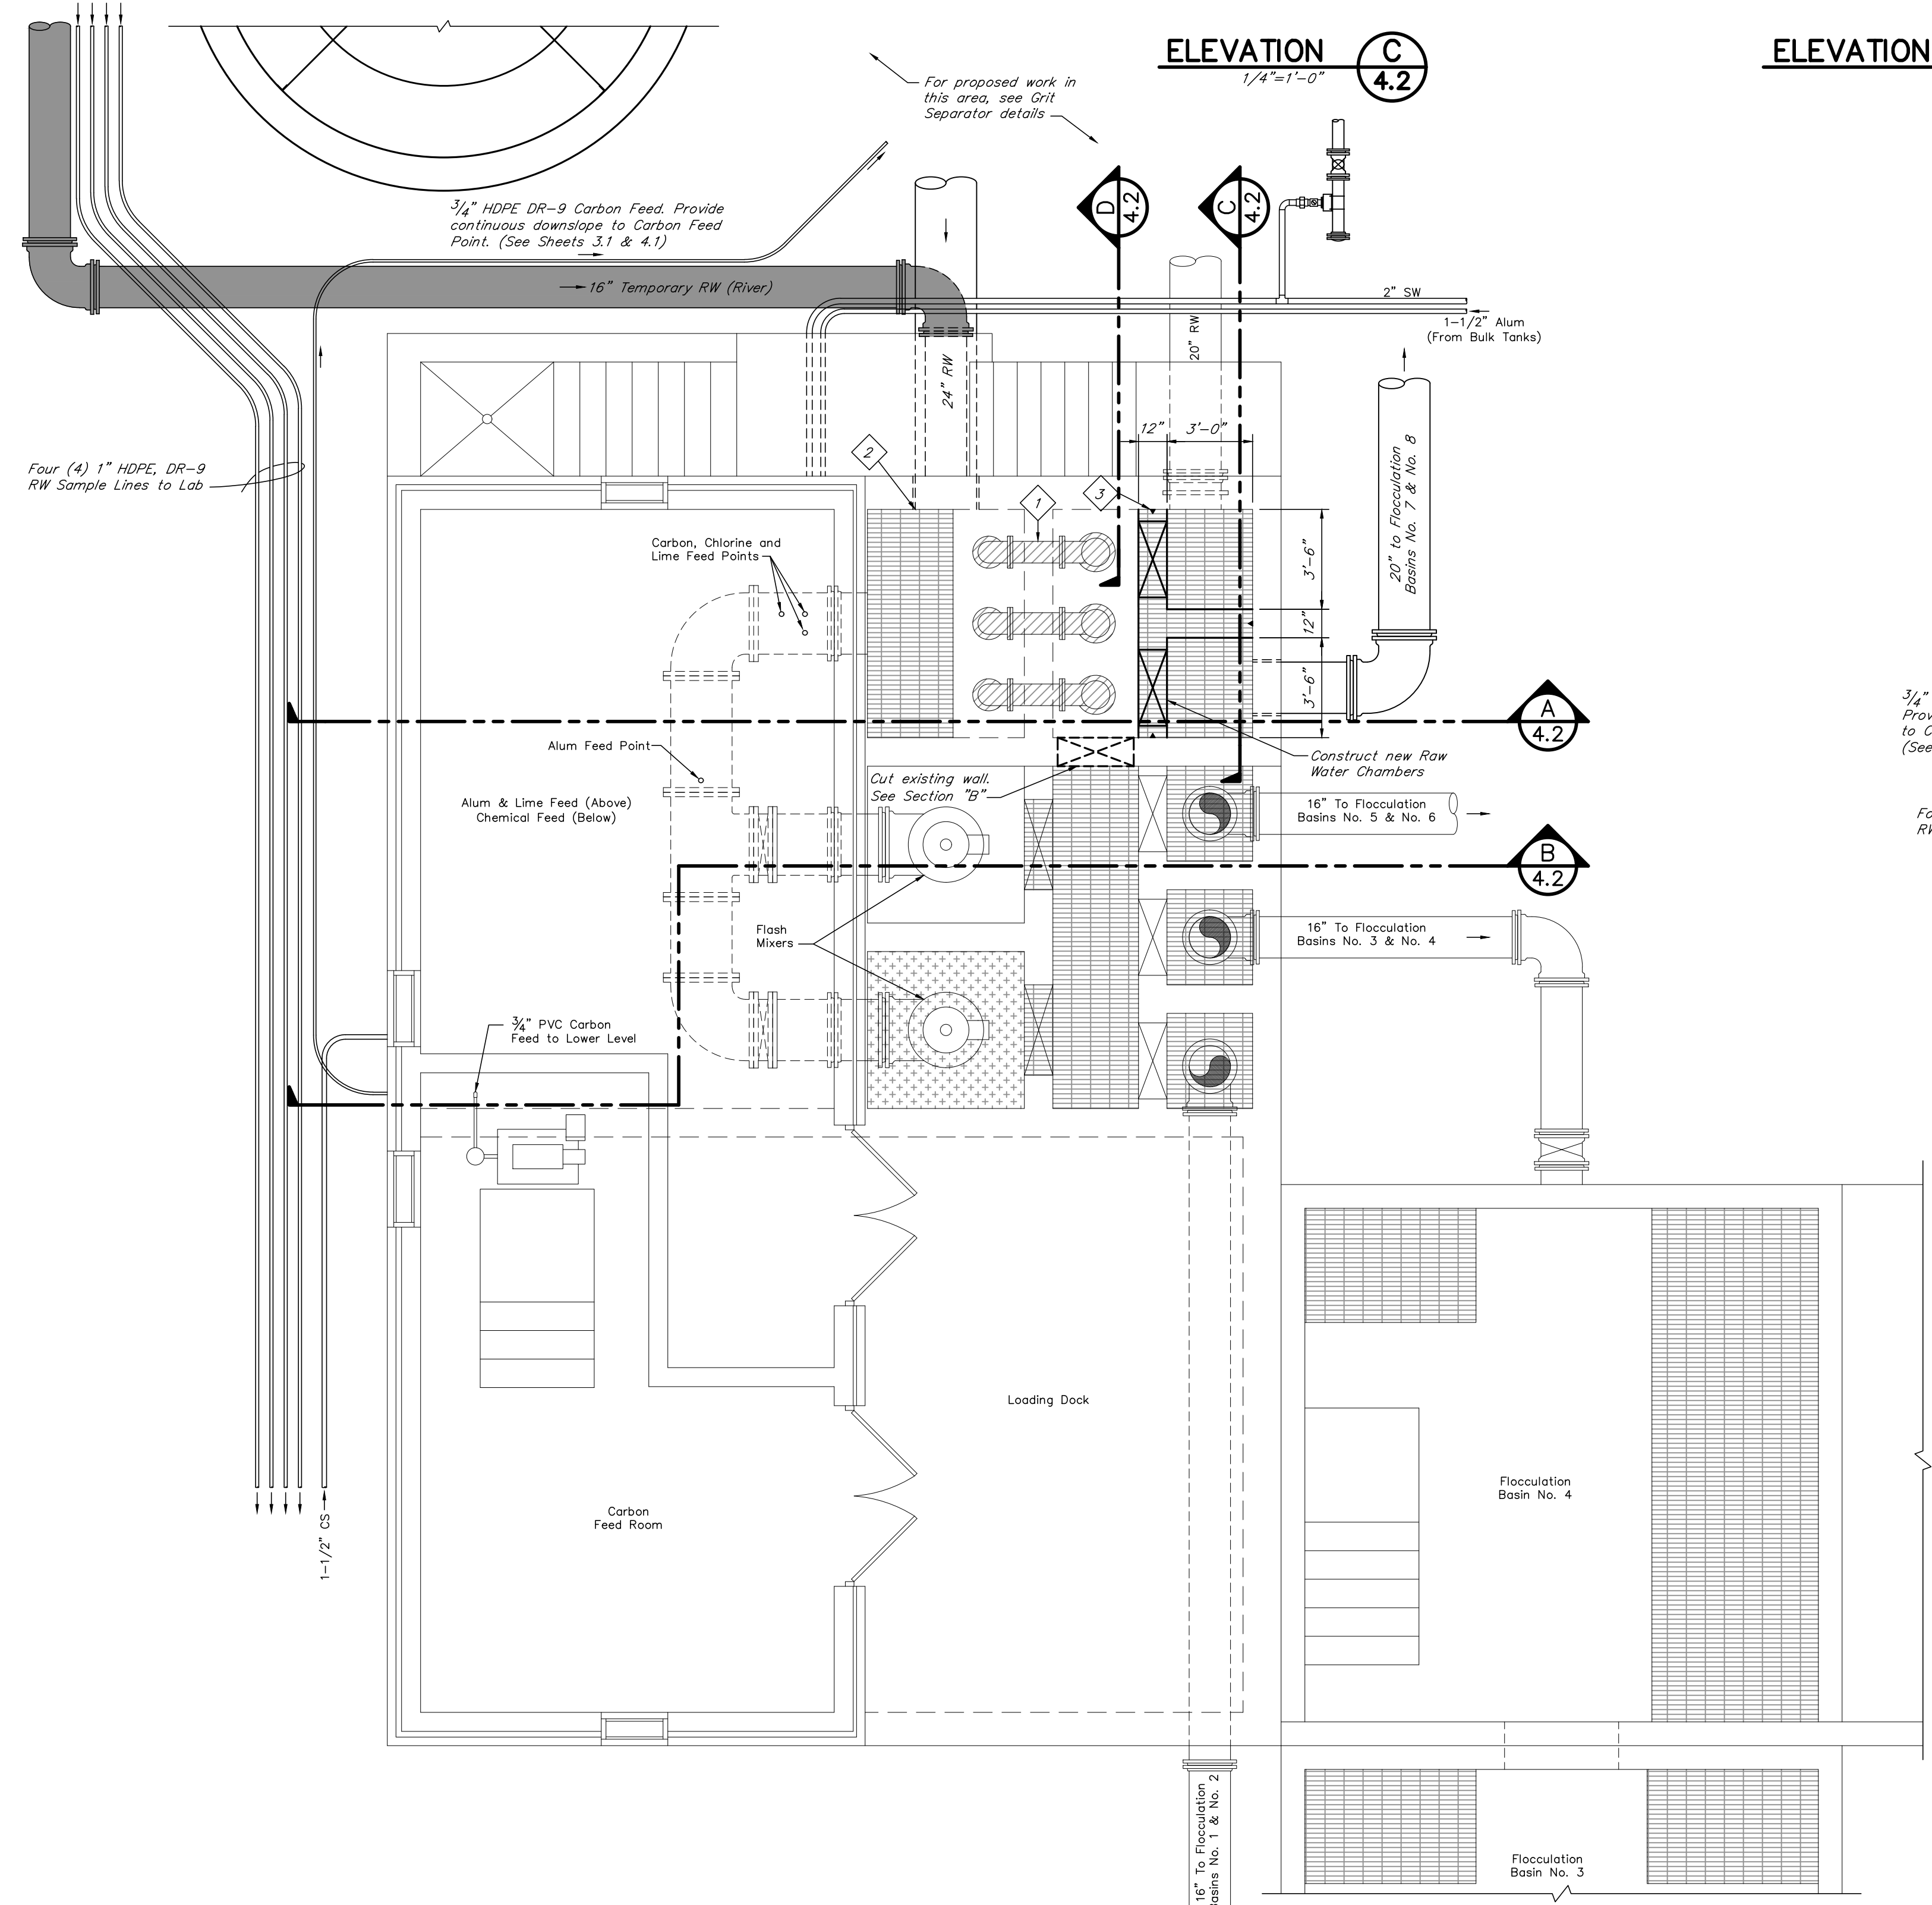 ELEVATION
C
4.2
1/4"=1'-0"
ELEVATION
For proposed work in
this area, see Grit
Separator details
3/4" HDPE DR-9 Carbon Feed. Provide
continuous downslope to Carbon Feed
Point. (See Sheets 3.1 & 4.1)
D
4.2
C
4.2
16" Temporary RW (River)
2" SW
1-1/2" Alum
(From Bulk Tanks)
20" RW
24" RW
12"
3'-0"
20" to Flocculation
Basins No. 7 & No. 8
Four (4) 1" HDPE, DR-9
RW Sample Lines to Lab
2
1
3
Carbon, Chlorine and
Lime Feed Points
3'-6"
12"
3'-6"
A
4.2
Alum Feed Point
Construct new Raw
Water Chambers
Cut existing wall.
See Section "B"
Alum & Lime Feed (Above)
Chemical Feed (Below)
16" To Flocculation
Basins No. 5 & No. 6
B
4.2
Flash
Mixers
16" To Flocculation
Basins No. 3 & No. 4
3/4" PVC Carbon
Feed to Lower Level
Loading Dock
Flocculation
Basin No. 4
Carbon
Feed Room
1-1/2" CS
16" To Flocculation
Basins No. 1 & No. 2
Flocculation
Basin No. 3
3/4"
to C
(See